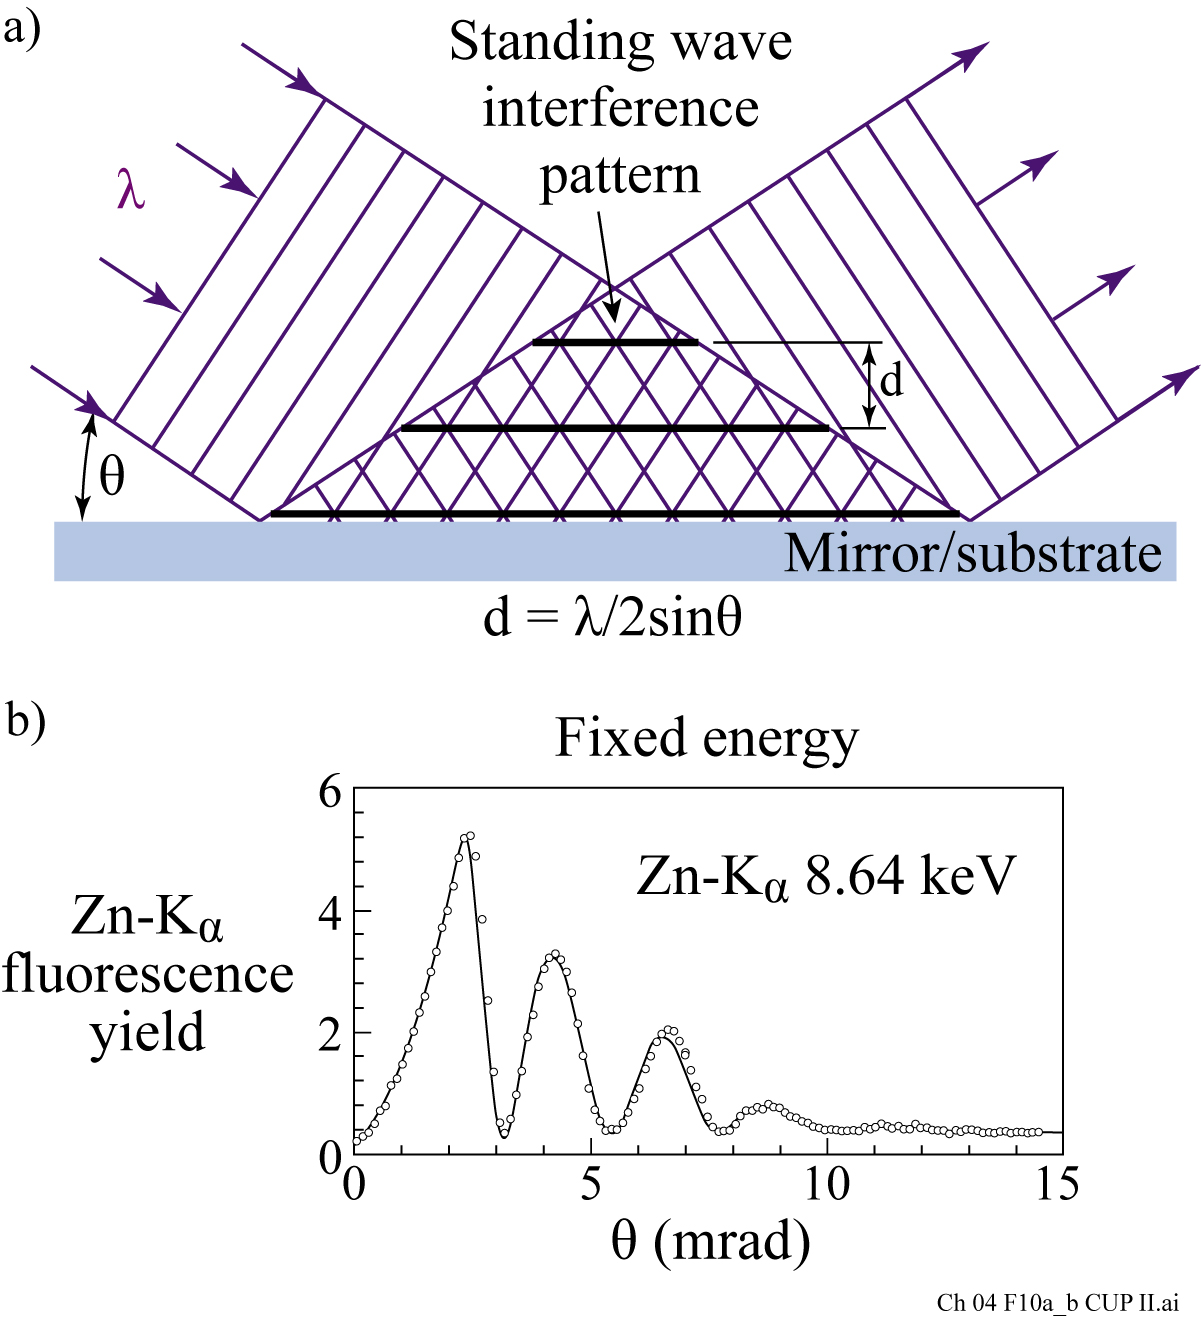 a)
Standing wave
interference
pattern
λ
d
θ
Mirror/substrate
d = λ/2sinθ
b)
Fixed energy
6
4
2
0
Zn-Kα 8.64 keV
Zn-Kα
fluorescence
yield
0 5 10 15
θ (mrad)
Ch 04 F10a_b CUP II.ai